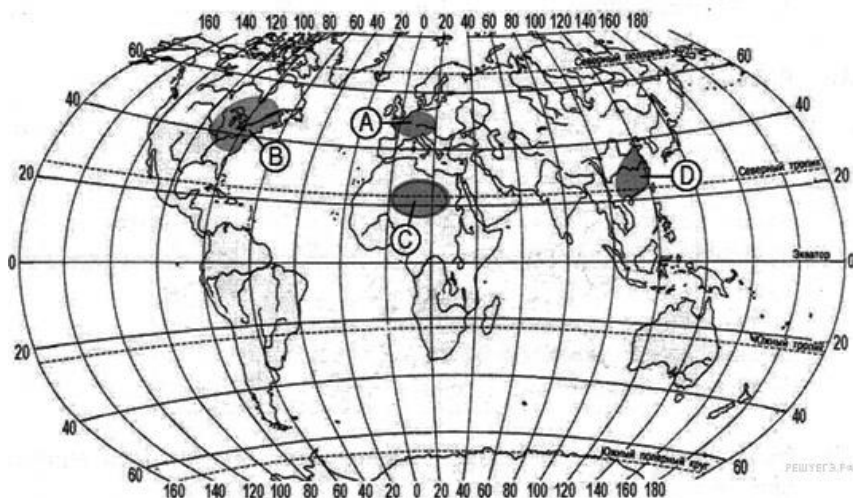 160 140 120 100 80 60 40 20 0 20 40 60 80 100 120 140 160 180
60 Северный полярный круг 60
40 40
A
B
20 Северный тропик 20
D
C
0 Экватор 0
20 Южный тропик 20
40 40
60 Южный полярный круг 60
160 140 120 100 80 60 40 20 0 20 40 60 80 100 120 140 160 180
РЕШУЕГЭ.РФ